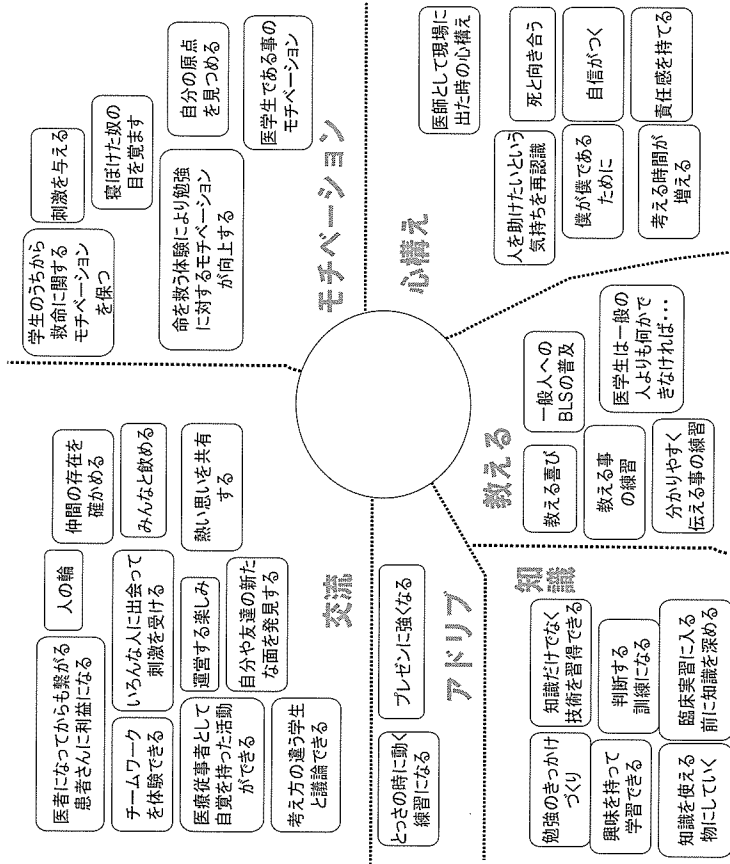 交流
医者になってからも繋がる
患者さんに利益になる
人の輪
仲間の存在を
確かめる
チームワーク
を体験できる
いろんな人に出会って
刺激を受ける
みんなと飲める
医療従事者として
自覚を持った活動
ができる
運営する楽しみ
熱い思いを共有
する
考え方の違う学生
と議論できる
自分や友達の新た
な面を発見する
モチベーション
学生のうちから
救命に関する
モチベーション
を保つ
刺激を与える
寝ぼけた奴の
目を覚ます
命を救う体験により勉強
に対するモチベーション
が向上する
自分の原点
を見つめる
医学生である事の
モチベーション
アドリブ
とっさの時に動く
練習になる
プレゼンに強くなる
知識
勉強のきっかけ
づくり
知識だけでなく
技術を習得できる
興味を持って
学習できる
判断する
訓練になる
知識を使える
物にしていく
臨床実習に入る
前に知識を深める
教える
教える喜び
一般人への
BLSの普及
教える事
の練習
医学生は一般の
人よりも何かで
きなければ・・・
分かりやすく
伝える事の練習
心構え
医師として現場に
出た時の心構え
人を助けたいという
気持ちを再認識
死と向き合う
僕が僕である
ために
自信がつく
考える時間が
増える
責任感を持てる